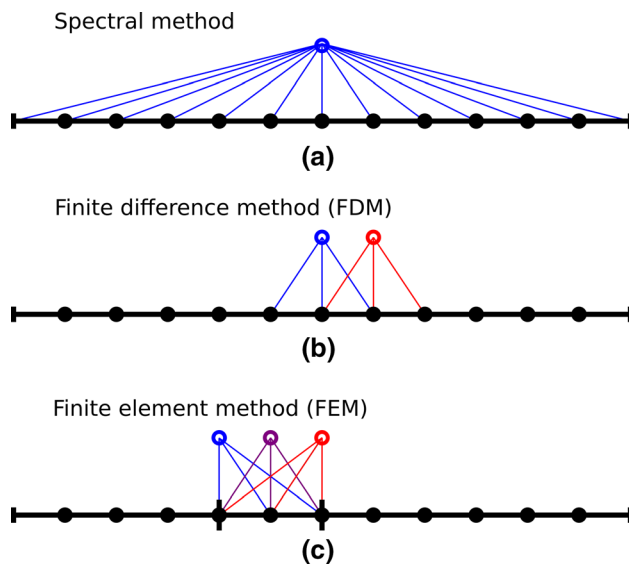 Spectral method
(a)
Finite difference method (FDM)
(b)
Finite element method (FEM)
(c)